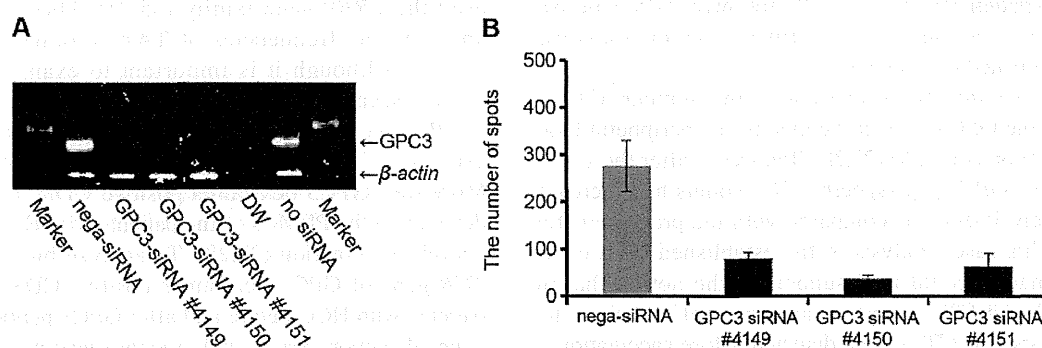 A
←GPC3
←β-actin
Marker
nega-siRNA
GPC3-siRNA #4149
GPC3-siRNA #4150
GPC3-siRNA #4151
DW
no siRNA
Marker
B
The number of spots
500
400
300
200
100
0
nega-siRNA
GPC3 siRNA
#4149
GPC3 siRNA
#4150
GPC3 siRNA
#4151